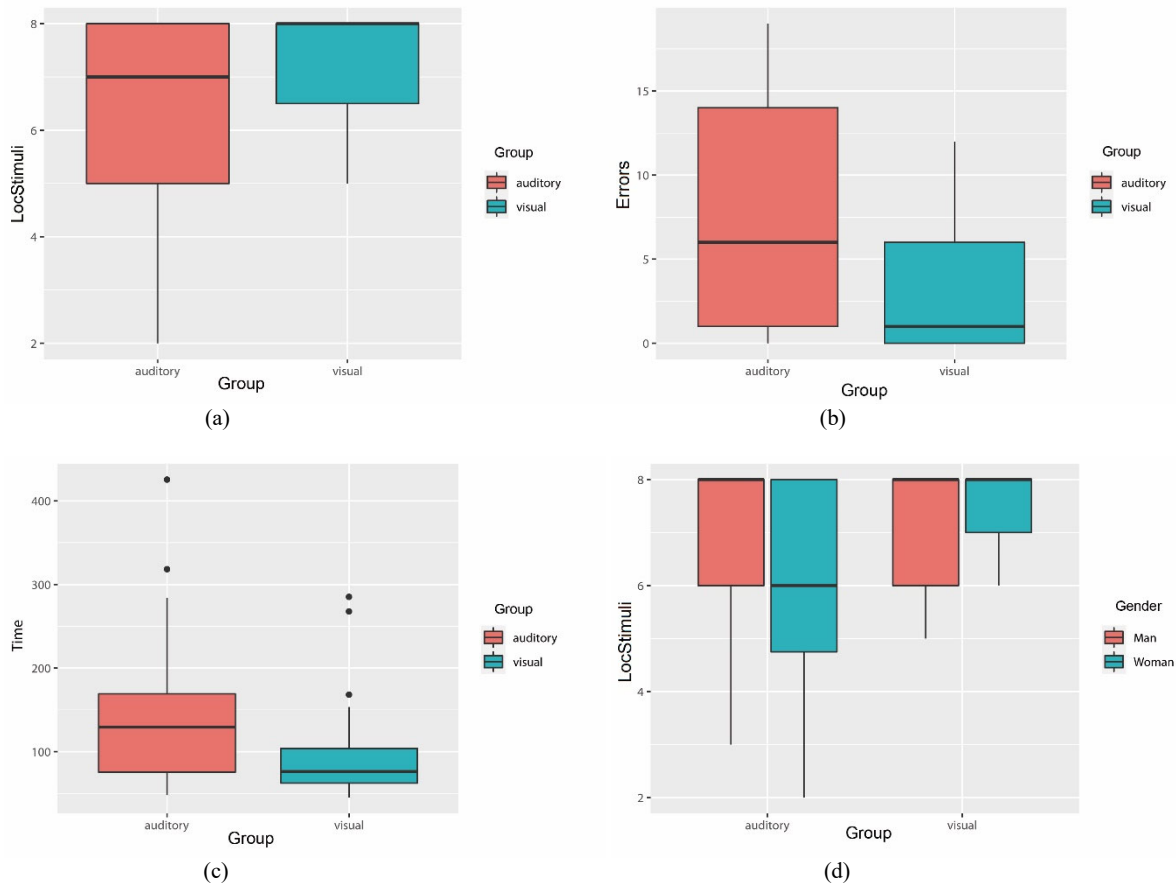 8
6
4
2
LocStimuli
auditory
visual
Group
Group
auditory
visual
(a)
15
10
5
0
Errors
auditory
visual
Group
Group
auditory
visual
(b)
400
300
200
100
Time
auditory
visual
Group
Group
auditory
visual
(c)
8
6
4
2
LocStimuli
auditory
visual
Group
Gender
Man
Woman
(d)